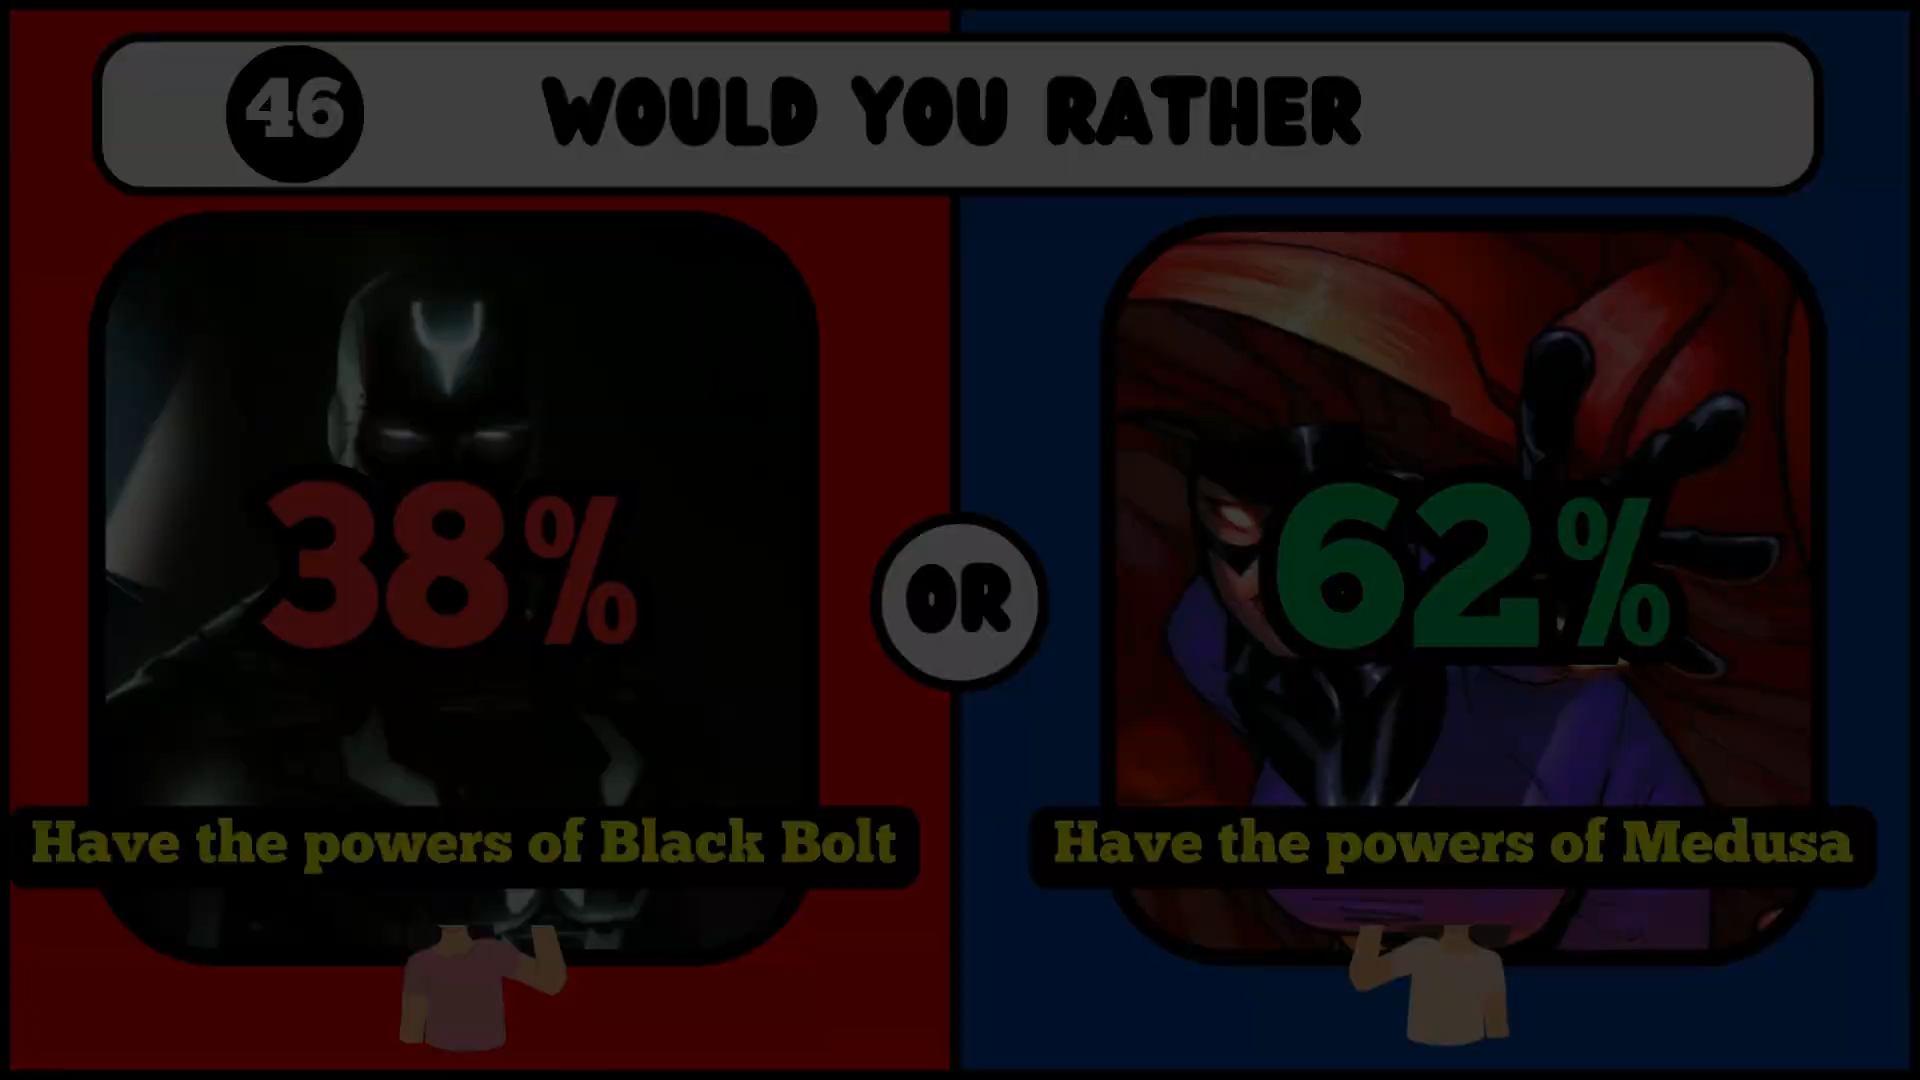 46
WOULD YOU RATHER
38%
62%
OR
Have the powers of Black Bolt
Have the powers of Medusa